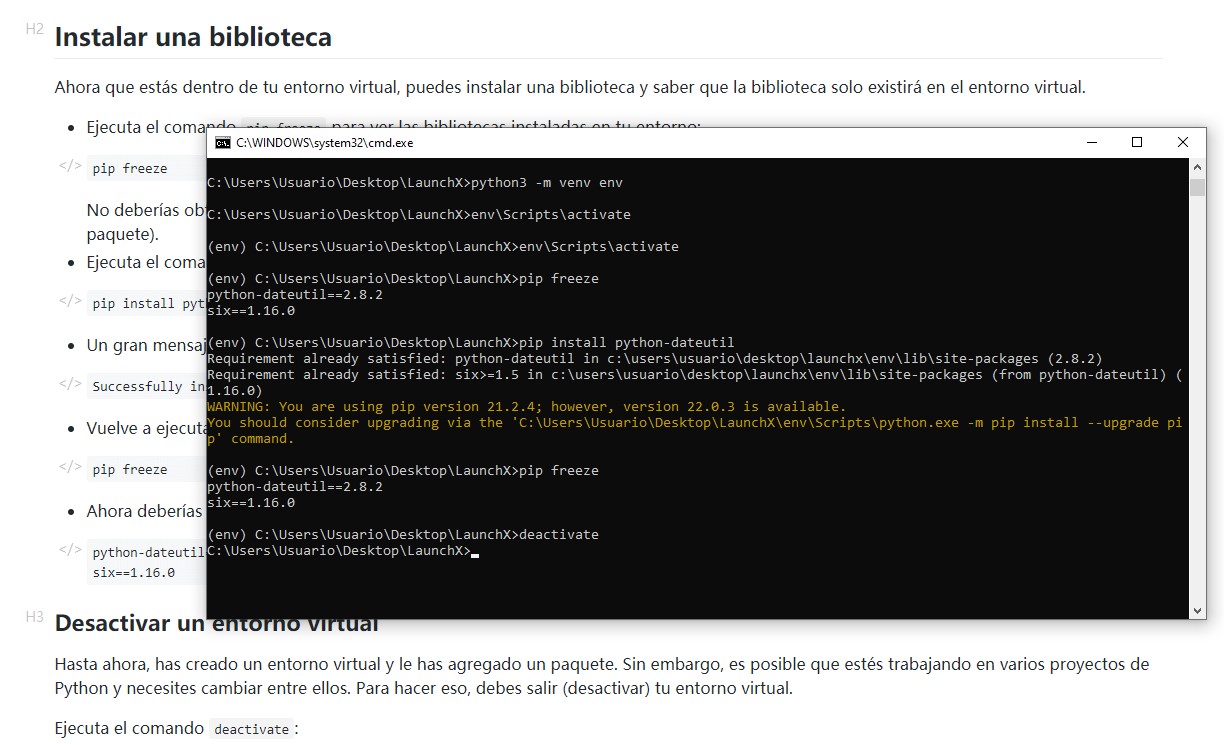 H2 Instalar una biblioteca
Ahora que estás dentro de tu entorno virtual, puedes instalar una biblioteca y saber que la biblioteca solo existirá en el entorno virtual.
• Ejecuta el comando pip freeze para ver las bibliotecas instaladas en tu entorno:
</> pip freeze
No deberías ob
paquete).
• Ejecuta el coma
</> pip install pyt
• Un gran mensaj
</> Successfully in
• Vuelve a ejecuta
</> pip freeze
• Ahora deberías
</> python-dateutil
six==1.16.0
C:\WINDOWS\system32\cmd.exe
C:\Users\Usuario\Desktop\LaunchX>python3 -m venv env
C:\Users\Usuario\Desktop\LaunchX>env\Scripts\activate
(env) C:\Users\Usuario\Desktop\LaunchX>env\Scripts\activate
(env) C:\Users\Usuario\Desktop\LaunchX>pip freeze
python-dateutil==2.8.2
six==1.16.0
(env) C:\Users\Usuario\Desktop\LaunchX>pip install python-dateutil
Requirement already satisfied: python-dateutil in c:\users\usuario\desktop\launchx\env\lib\site-packages (2.8.2)
Requirement already satisfied: six>=1.5 in c:\users\usuario\desktop\launchx\env\lib\site-packages (from python-dateutil) (
1.16.0)
WARNING: You are using pip version 21.2.4; however, version 22.0.3 is available.
You should consider upgrading via the 'C:\Users\Usuario\Desktop\LaunchX\env\Scripts\python.exe -m pip install --upgrade pi
p' command.
(env) C:\Users\Usuario\Desktop\LaunchX>pip freeze
python-dateutil==2.8.2
six==1.16.0
(env) C:\Users\Usuario\Desktop\LaunchX>deactivate
C:\Users\Usuario\Desktop\LaunchX>
H3 Desactivar un entorno virtual
Hasta ahora, has creado un entorno virtual y le has agregado un paquete. Sin embargo, es posible que estés trabajando en varios proyectos de
Python y necesites cambiar entre ellos. Para hacer eso, debes salir (desactivar) tu entorno virtual.
Ejecuta el comando deactivate :